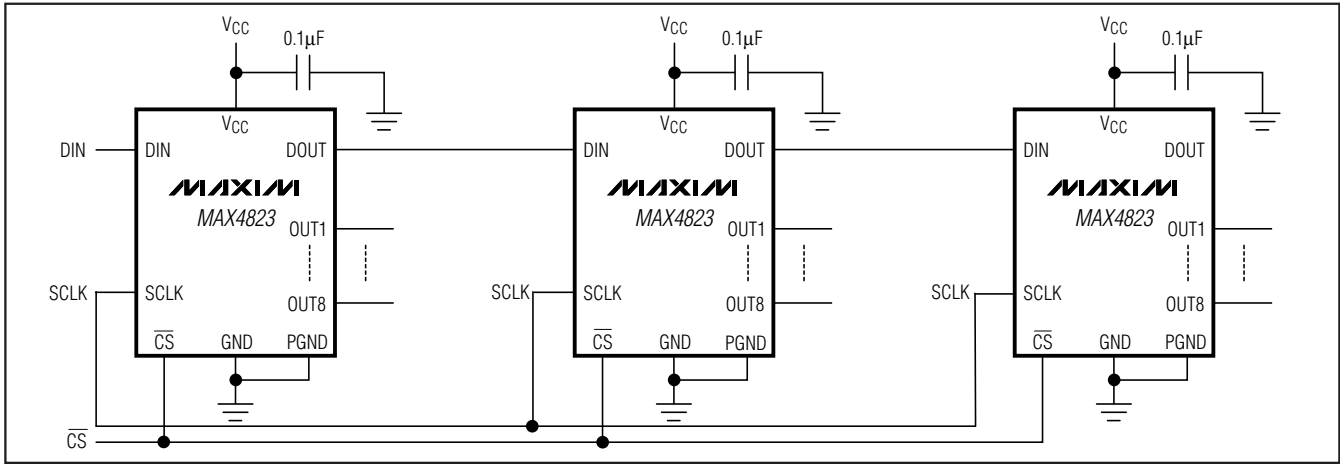 VCC
0.1µF
VCC
DIN
DIN
DOUT
MAXIM
MAX4823
OUT1
SCLK
SCLK
OUT8
CS
GND
PGND
VCC
0.1µF
VCC
DIN
DOUT
MAXIM
MAX4823
OUT1
SCLK
SCLK
OUT8
CS
GND
PGND
VCC
0.1µF
VCC
DIN
DOUT
MAXIM
MAX4823
OUT1
SCLK
SCLK
OUT8
CS
GND
PGND
CS